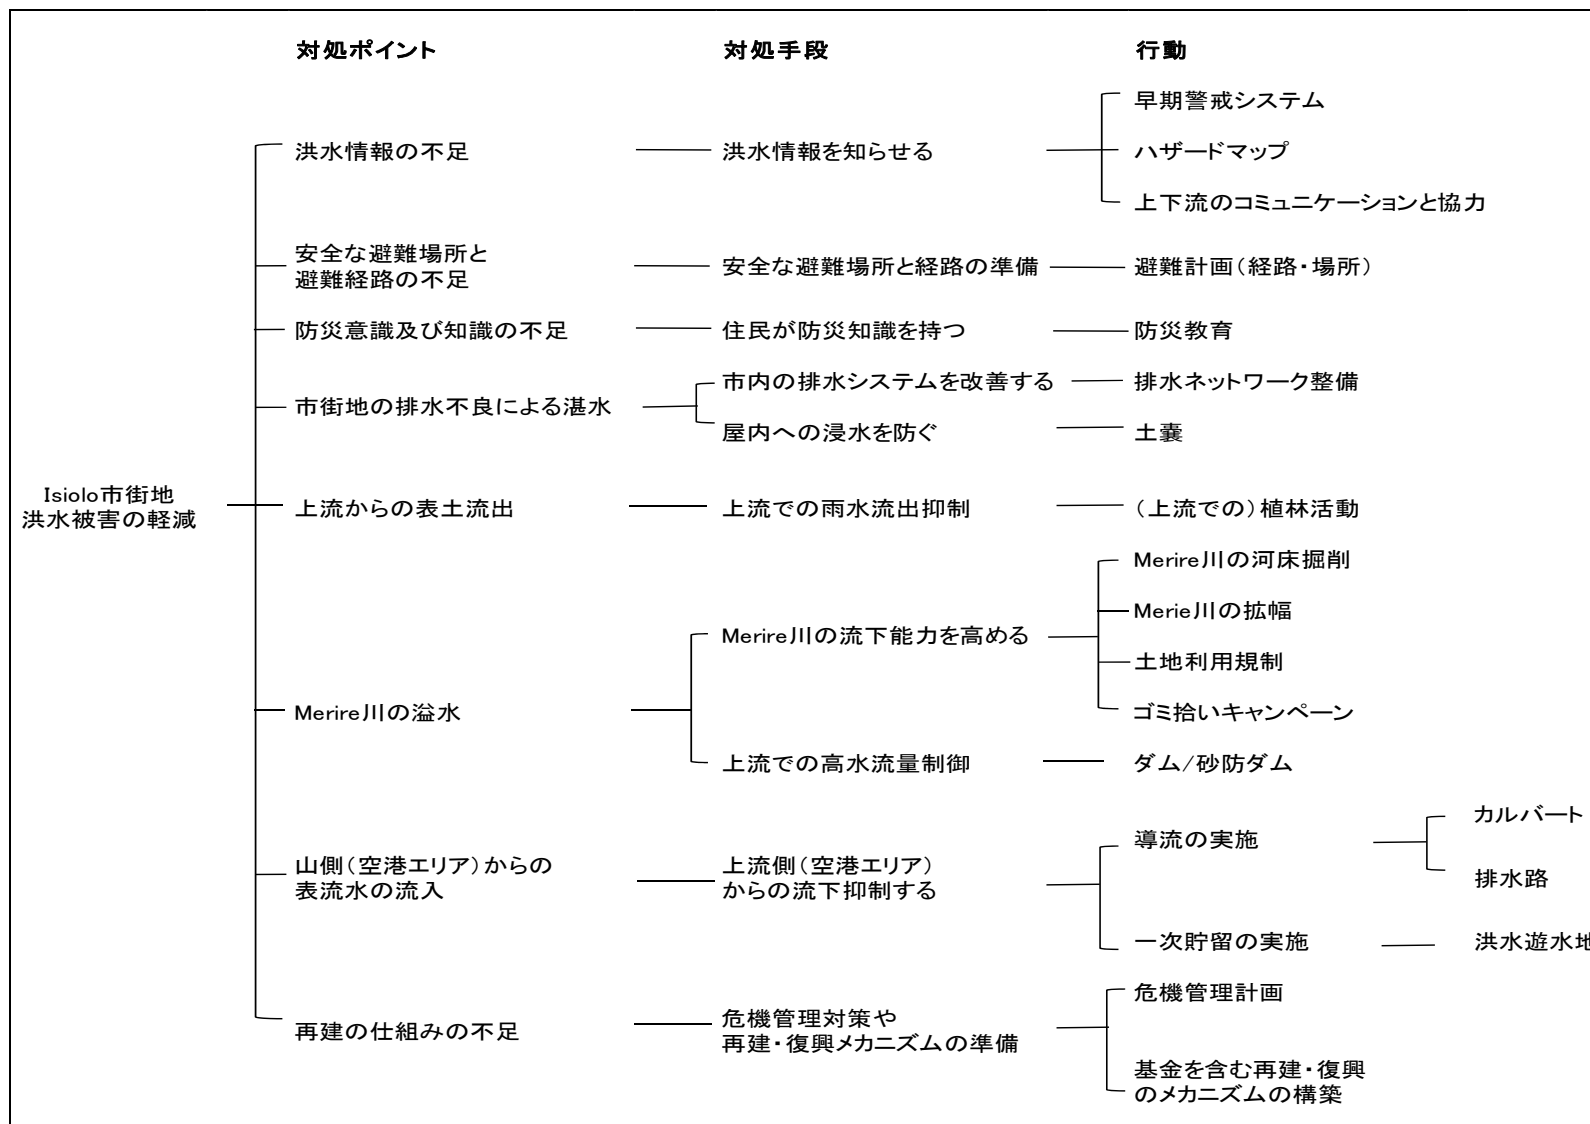 対処ポイント 対処手段 行動
早期警戒システム
洪水情報の不足 洪水情報を知らせる ハザードマップ
上下流のコミュニケーションと協力
安全な避難場所と
避難経路の不足
安全な避難場所と経路の準備 避難計画(経路・場所)
防災意識及び知識の不足 住民が防災知識を持つ 防災教育
市内の排水システムを改善する 排水ネットワーク整備
市街地の排水不良による湛水
屋内への浸水を防ぐ 土嚢
Isiolo市街地
洪水被害の軽減
上流からの表土流出 上流での雨水流出抑制 (上流での)植林活動
Merire川の河床掘削
Merie川の拡幅
Merire川の流下能力を高める
土地利用規制
Merire川の溢水 ゴミ拾いキャンペーン
上流での高水流量制御 ダム/砂防ダム
カルバート
導流の実施
山側(空港エリア)からの
表流水の流入
上流側(空港エリア)
からの流下抑制する
排水路
一次貯留の実施 洪水遊水地
危機管理計画
再建の仕組みの不足
危機管理対策や
再建・復興メカニズムの準備
基金を含む再建・復興
のメカニズムの構築